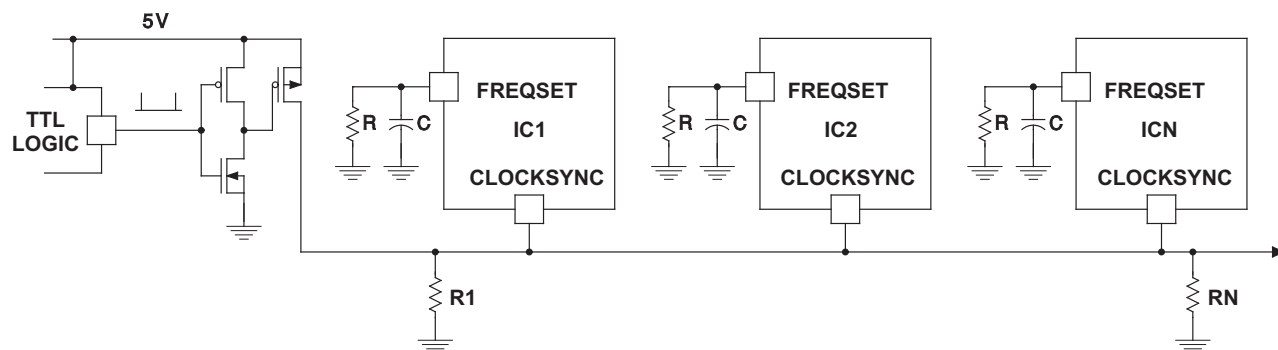 5V
TTL
LOGIC
R
C
FREQSET
IC1
CLOCKSYNC
R
C
FREQSET
IC2
CLOCKSYNC
R
C
FREQSET
ICN
CLOCKSYNC
R1
RN